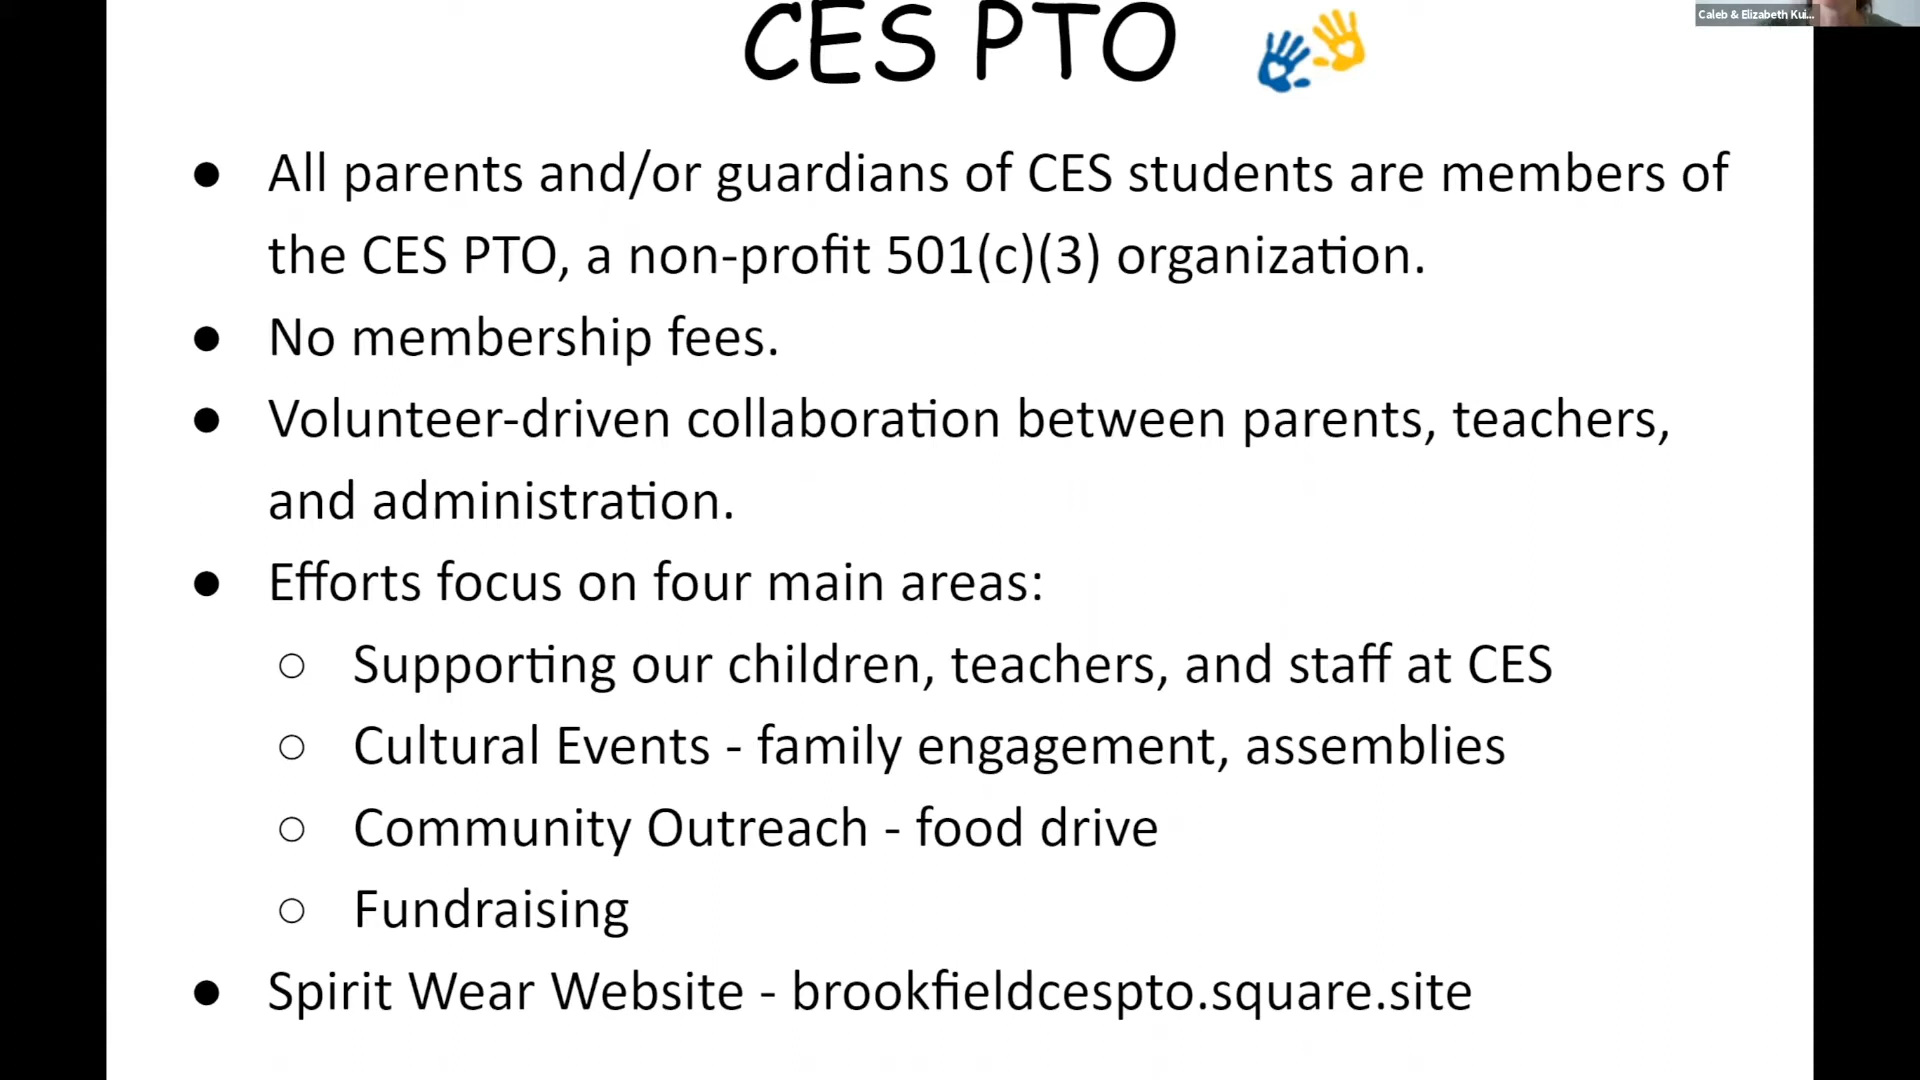 CES PTO
Caleb & Elizabeth Kui...
● All parents and/or guardians of CES students are members of
the CES PTO, a non-profit 501(c)(3) organization.
● No membership fees.
● Volunteer-driven collaboration between parents, teachers,
and administration.
● Efforts focus on four main areas:
○ Supporting our children, teachers, and staff at CES
○ Cultural Events - family engagement, assemblies
○ Community Outreach - food drive
○ Fundraising
● Spirit Wear Website - brookfieldcespto.square.site